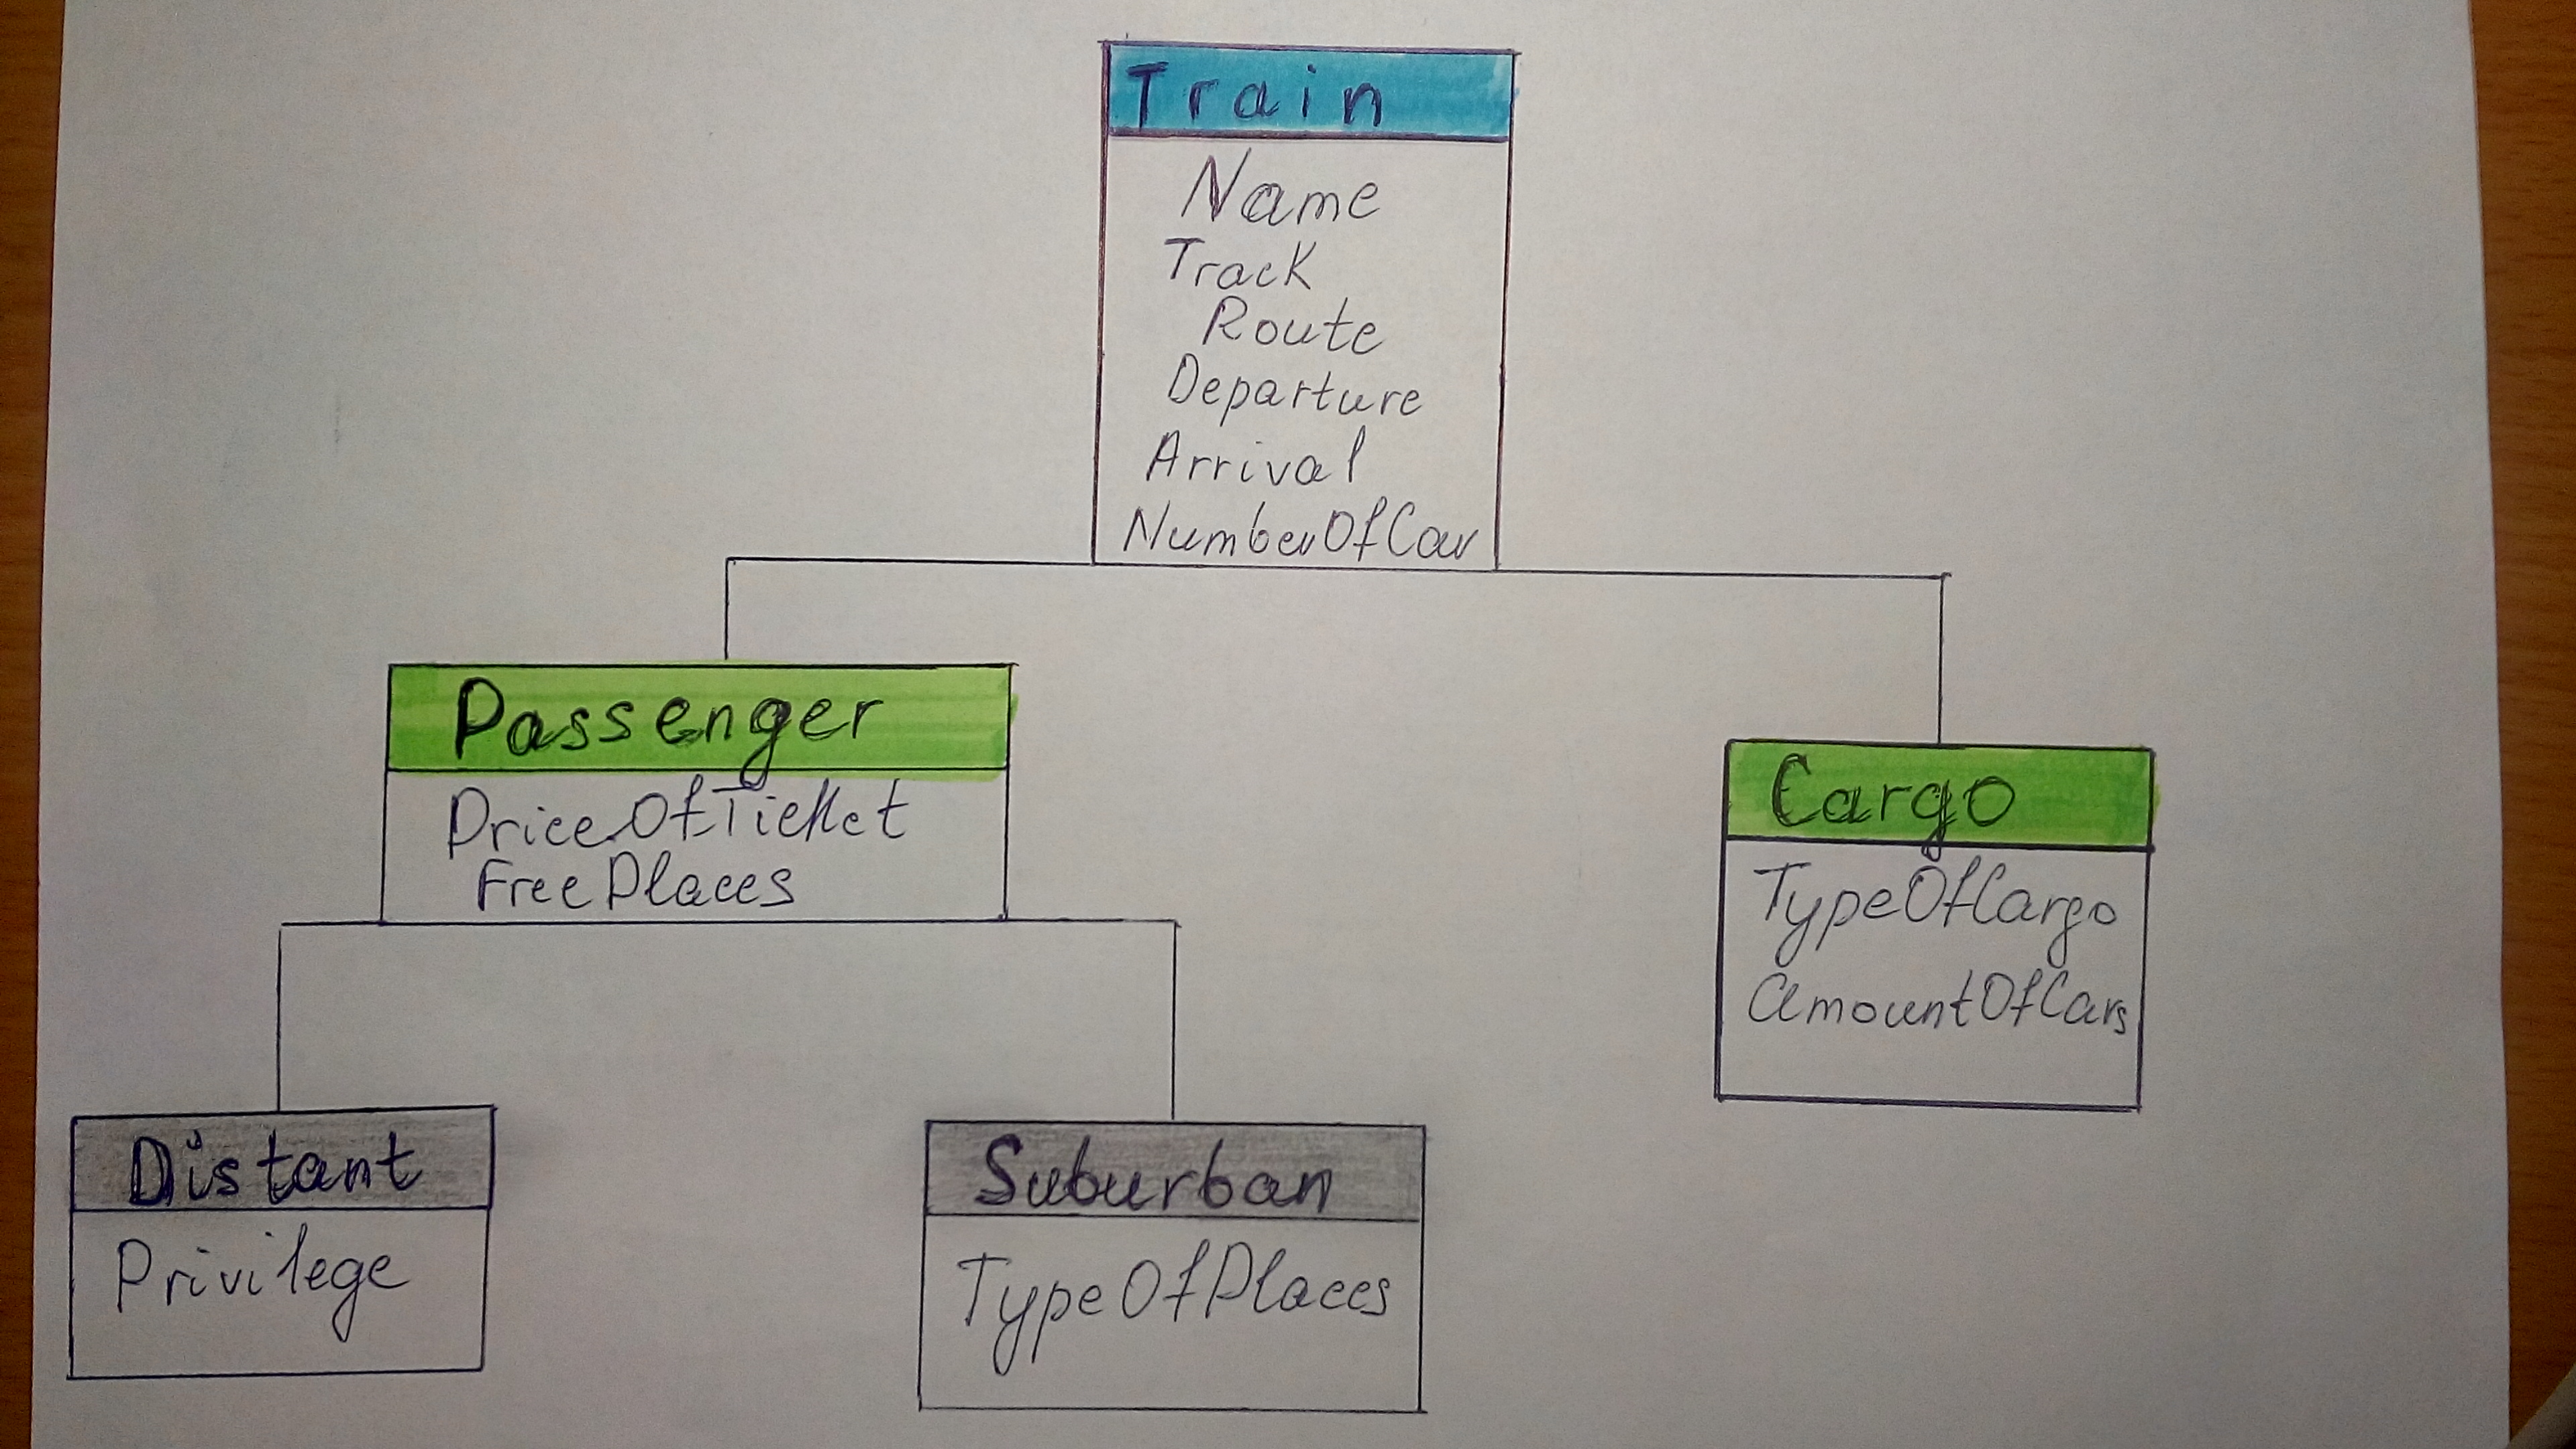 Train
Name
Track
Route
Departure
Arrival
NumberOfCar
Passenger
PriceOfTicket
FreePlaces
Cargo
TypeOfCargo
AmountOfCars
Distant
Privilege
Suburban
TypeOfPlaces